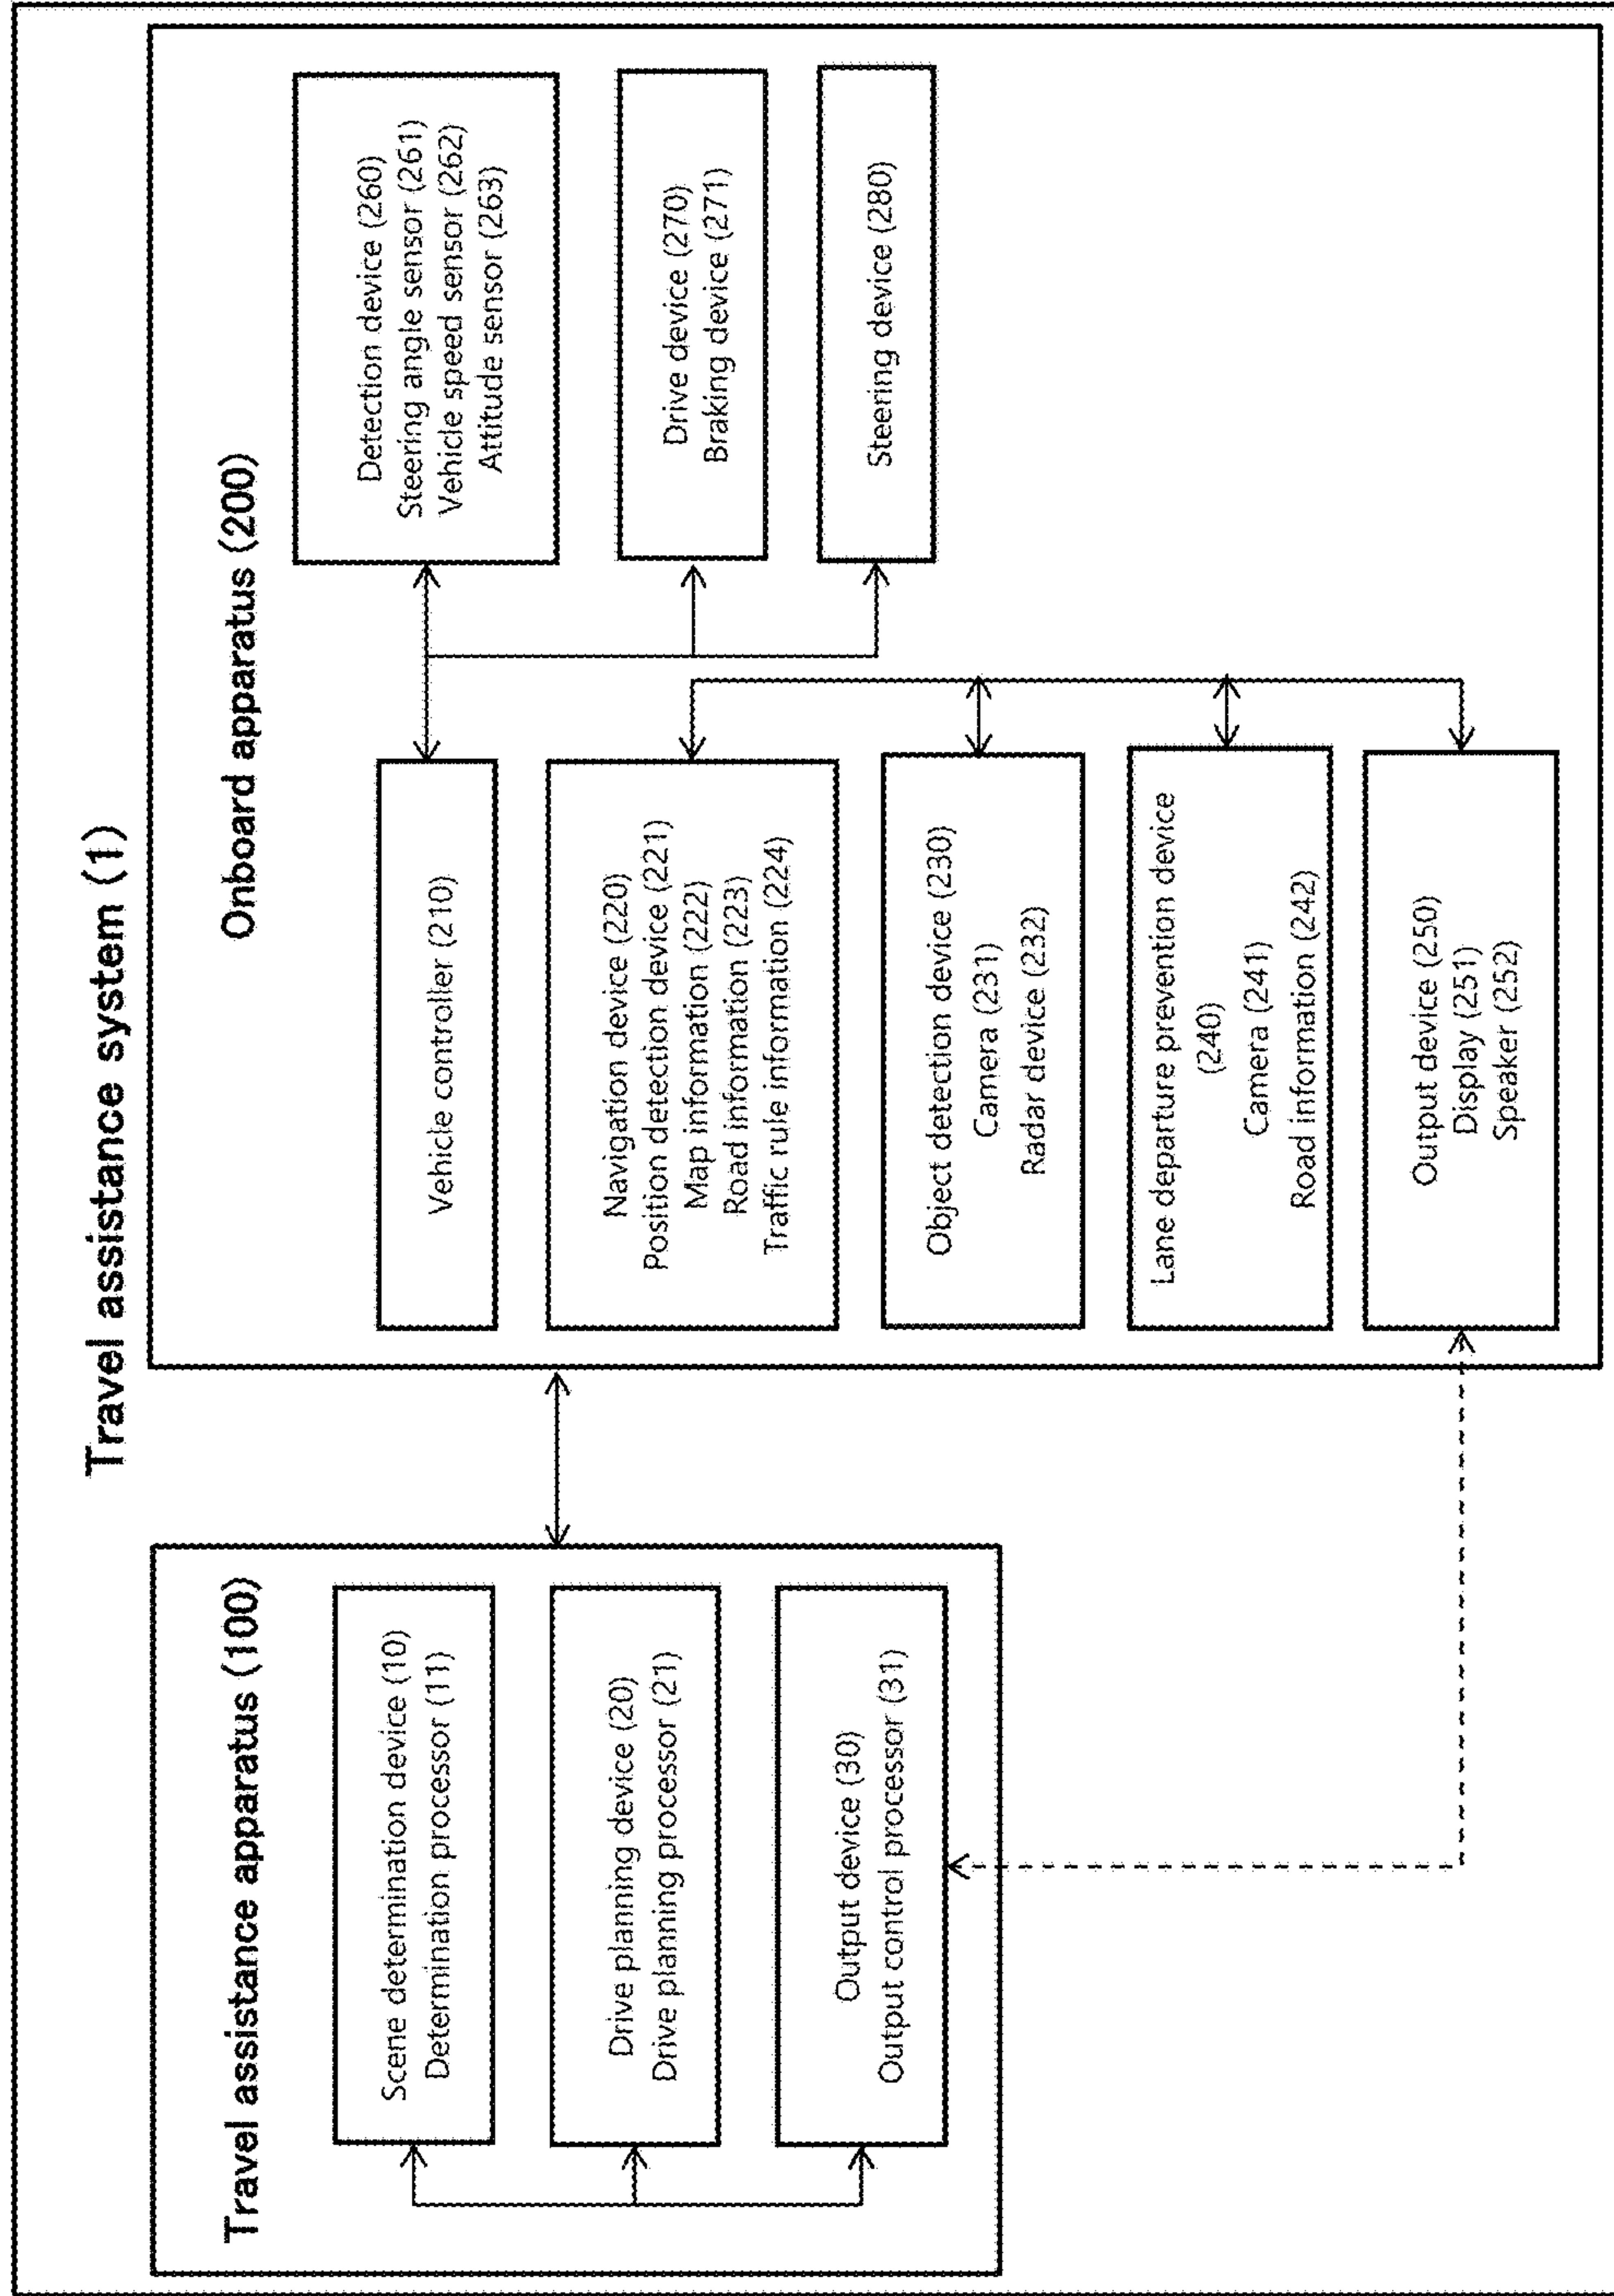 Travel assistance system (1)
Travel assistance apparatus (100)
Scene determination device (10)
Determination processor (11)
Drive planning device (20)
Drive planning processor (21)
Output device (30)
Output control processor (31)
Onboard apparatus (200)
Vehicle controller (210)
Navigation device (220)
Position detection device (221)
Map information (222)
Road information (223)
Traffic rule information (224)
Object detection device (230)
Camera (231)
Radar device (232)
Lane departure prevention device
(240)
Camera (241)
Road information (242)
Output device (250)
Display (251)
Speaker (252)
Detection device (260)
Steering angle sensor (261)
Vehicle speed sensor (262)
Attitude sensor (263)
Drive device (270)
Braking device (271)
Steering device (280)